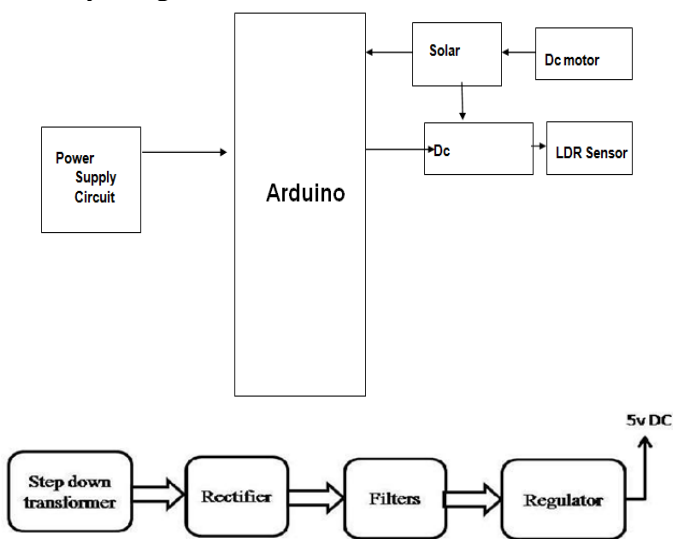 Solar
Dc motor
Power
Supply
Circuit
Arduino
Dc
LDR Sensor
5v DC
Step down
transformer
Rectifier
Filters
Regulator